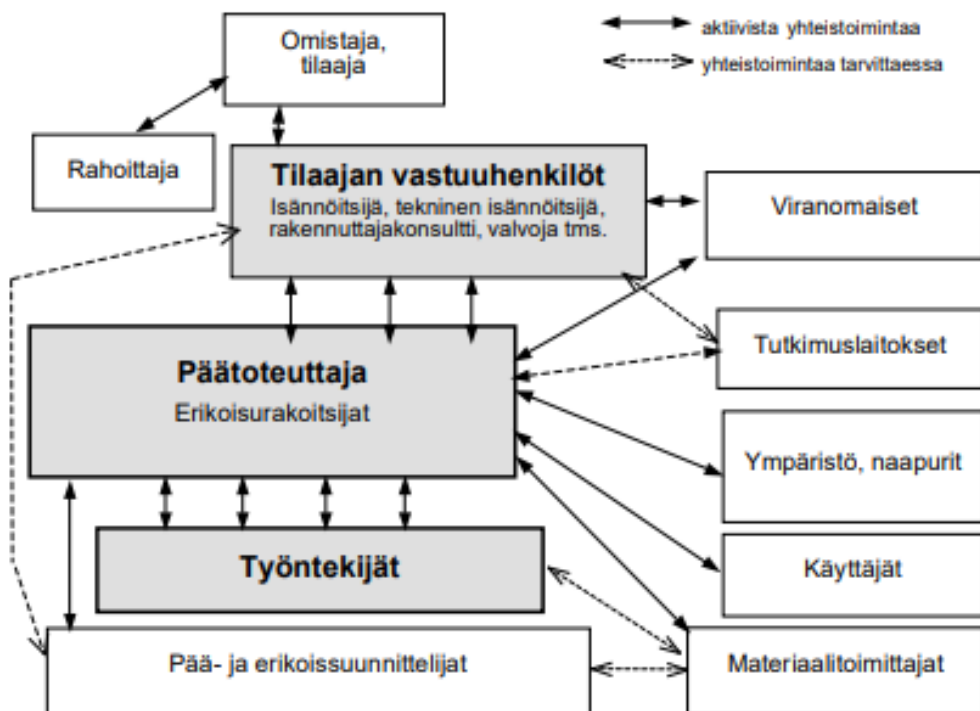 Omistaja,
tilaaja
aktiivista yhteistoimintaa
yhteistoimintaa tarvittaessa
Rahoittaja
Tilaajan vastuuhenkilöt
Isännöitsijä, tekninen isännöitsijä,
rakennuttajakonsultti, valvoja tms.
Viranomaiset
Päätoteuttaja
Erikoisurakoitsijat
Tutkimuslaitokset
Ympäristö, naapurit
Työntekijät
Käyttäjät
Pää- ja erikoissuunnittelijat
Materiaalitoimittajat